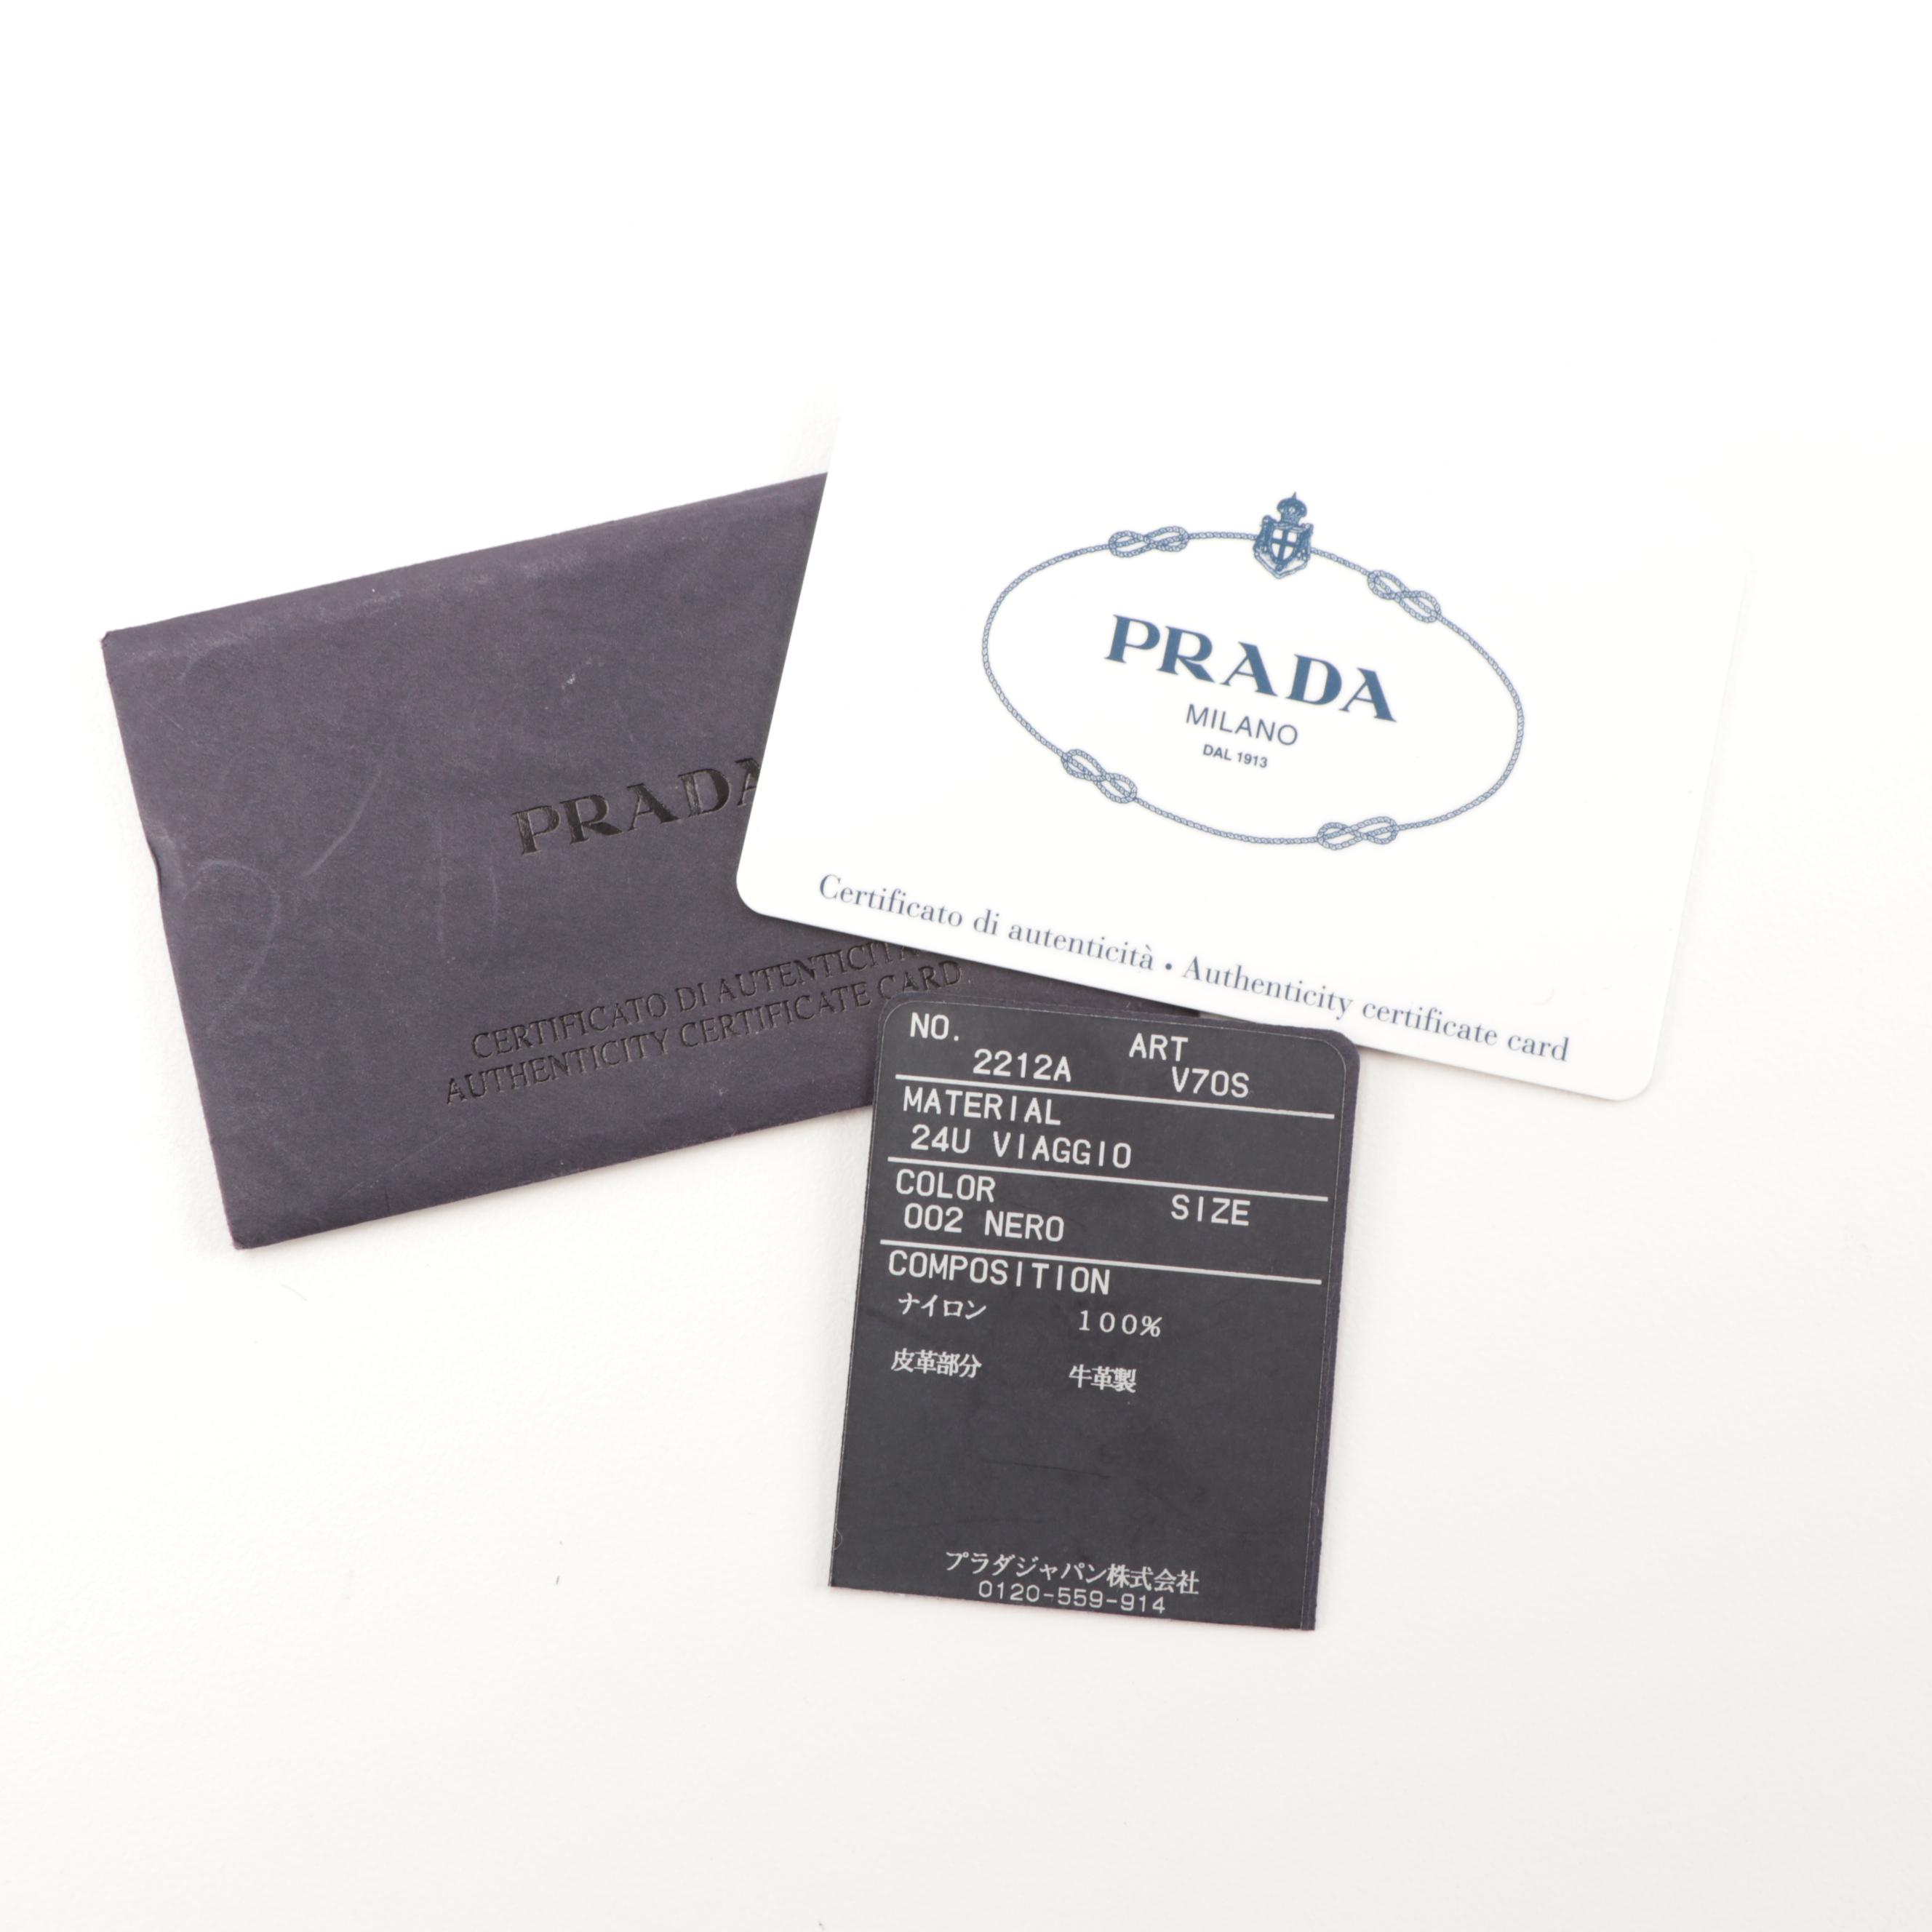 PRADA
CERTIFICATO DI AUTENTICITA
AUTHENTICITY CERTIFICATE CARD
PRADA
MILANO
DAL 1913
Certificato di autenticità • Authenticity certificate card
NO. ART
2212A V70S
MATERIAL
24U VIAGGIO
COLOR SIZE
002 NERO
COMPOSITION
ナイロン 100%
皮革部分 牛革製
プラダジャパン株式会社
0120-559-914